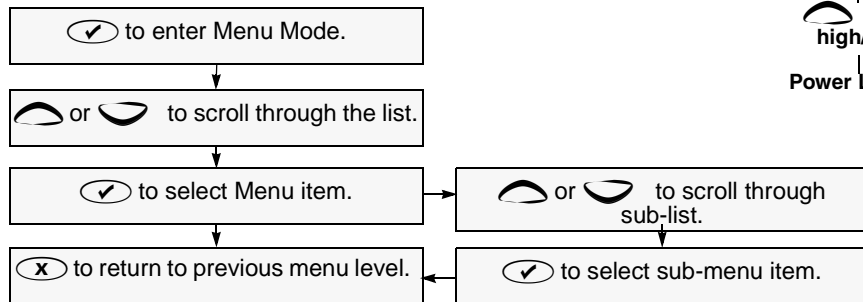 ✔ to enter Menu Mode.
or to scroll through the list.
✔ to select Menu item.
or to scroll through
sub-list.
x to return to previous menu level.
✔ to select sub-menu item.
high/
Power L